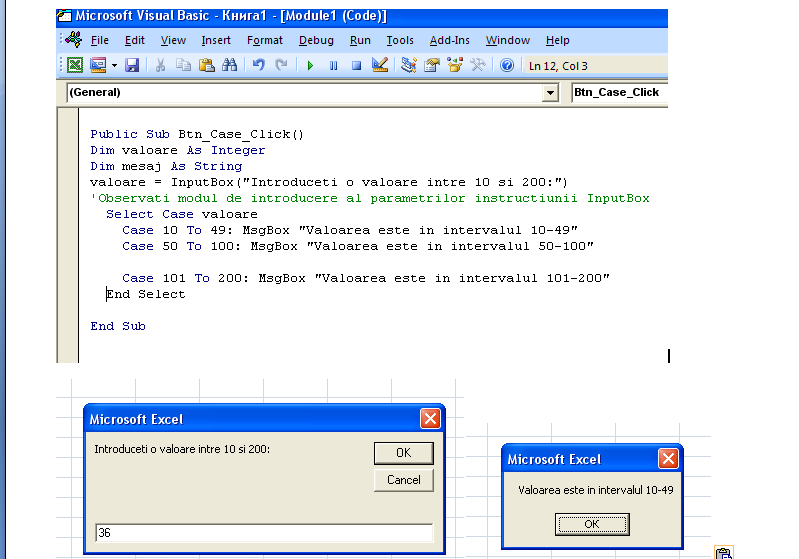 Microsoft Visual Basic - Книга1 - [Module1 (Code)]
File Edit View Insert Format Debug Run Tools Add-Ins Window Help
Ln 12, Col 3
(General) Btn_Case_Click
Public Sub Btn_Case_Click()
Dim valoare As Integer
Dim mesaj As String
valoare = InputBox("Introduceti o valoare intre 10 si 200:")
'Observati modul de introducere al parametrilor instructiunii InputBox
Select Case valoare
Case 10 To 49: MsgBox "Valoarea este in intervalul 10-49"
Case 50 To 100: MsgBox "Valoarea este in intervalul 50-100"
Case 101 To 200: MsgBox "Valoarea este in intervalul 101-200"
End Select
End Sub
Microsoft Excel
Introduceti o valoare intre 10 si 200:
OK
Cancel
36
Microsoft Excel
Valoarea este in intervalul 10-49
OK